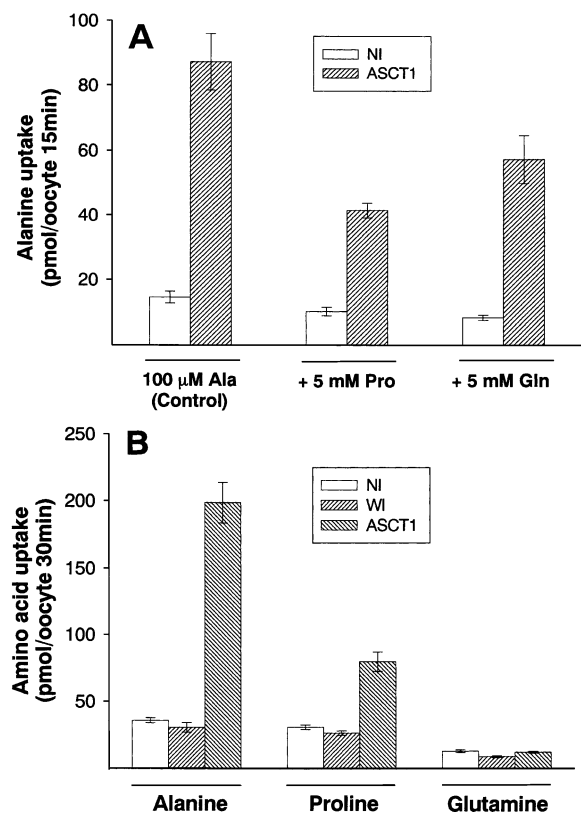 A
NI
ASCT1
Alanine uptake
(pmol/oocyte 15min)
100
80
60
40
20
100 μM Ala
(Control)
+ 5 mM Pro
+ 5 mM Gln
B
NI
WI
ASCT1
Amino acid uptake
(pmol/oocyte 30min)
250
200
150
100
50
Alanine
Proline
Glutamine